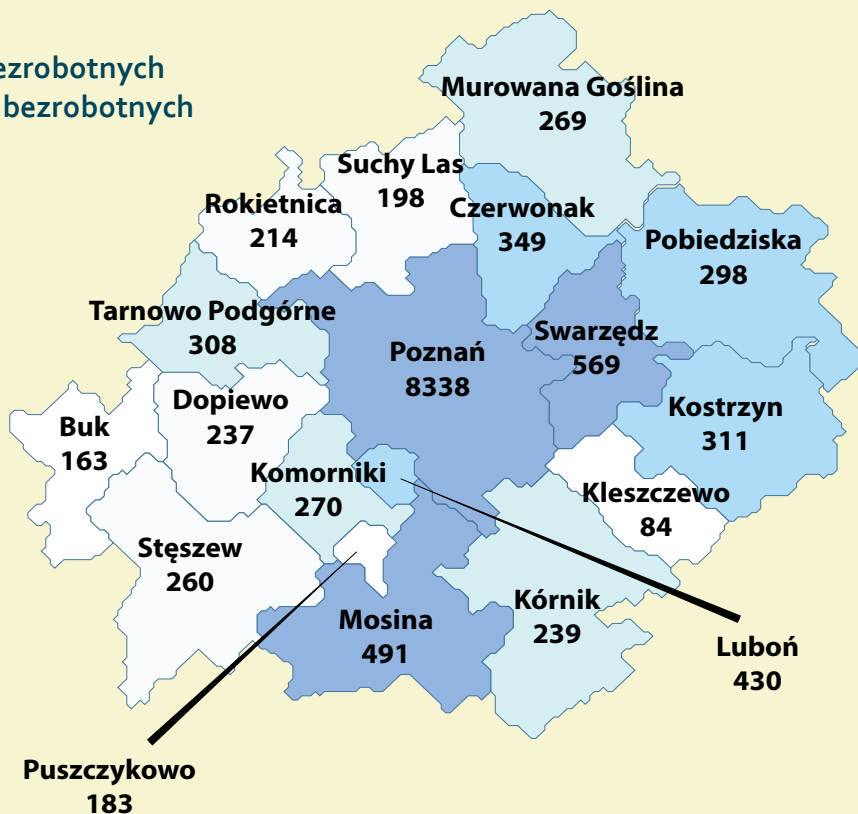 bezrobotnych
bezrobotnych
Murowana Goślina
269
Suchy Las
198
Rokietnica
214
Czerwonak
349
Pobiedziska
298
Tarnowo Podgórne
308
Swarzędz
569
Poznań
8338
Dopiewo
237
Kostrzyn
311
Buk
163
Komorniki
270
Kleszczewo
84
Stęszew
260
Kórnik
239
Mosina
491
Luboń
430
Puszczykowo
183